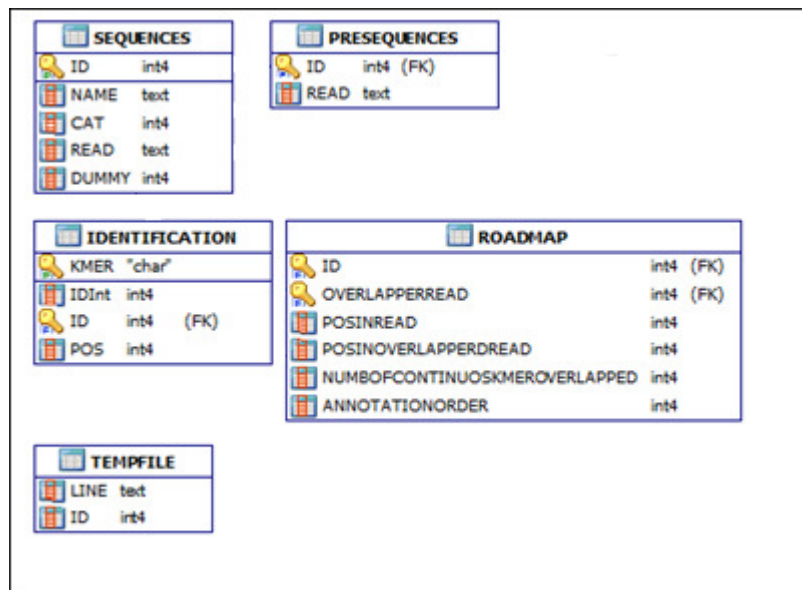 SEQUENCES
ID int4
NAME text
CAT int4
READ text
DUMMY int4
PRESEQUENCES
ID int4 (FK)
READ text
IDENTIFICATION
KMER "char"
IDInt int4
ID int4 (FK)
POS int4
ROADMAP
ID int4 (FK)
OVERLAPPERREAD int4 (FK)
POSINREAD int4
POSINOVERLAPPERDREAD int4
NUMBOFCONTINUOSKMEROVERLAPPED int4
ANNOTATIONORDER int4
TEMPFILE
LINE text
ID int4